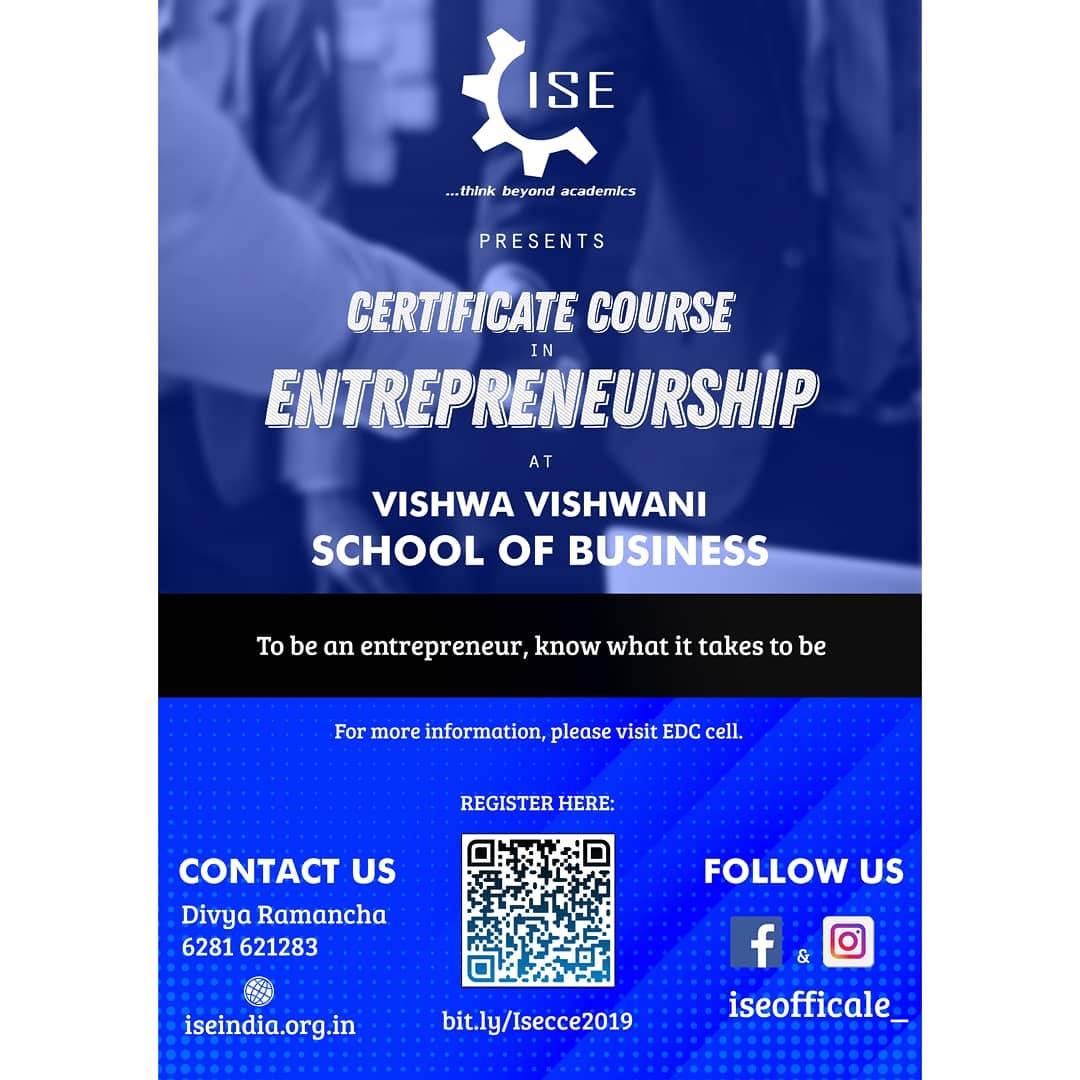 ISE
...think beyond academics
PRESENTS
CERTIFICATE COURSE
IN
ENTREPRENEURSHIP
AT
VISHWA VISHWANI
SCHOOL OF BUSINESS
To be an entrepreneur, know what it takes to be
For more information, please visit EDC cell.
REGISTER HERE:
CONTACT US
Divya Ramancha
6281 621283
iseindia.org.in
bit.ly/Isecce2019
FOLLOW US
f & 
iseofficale_